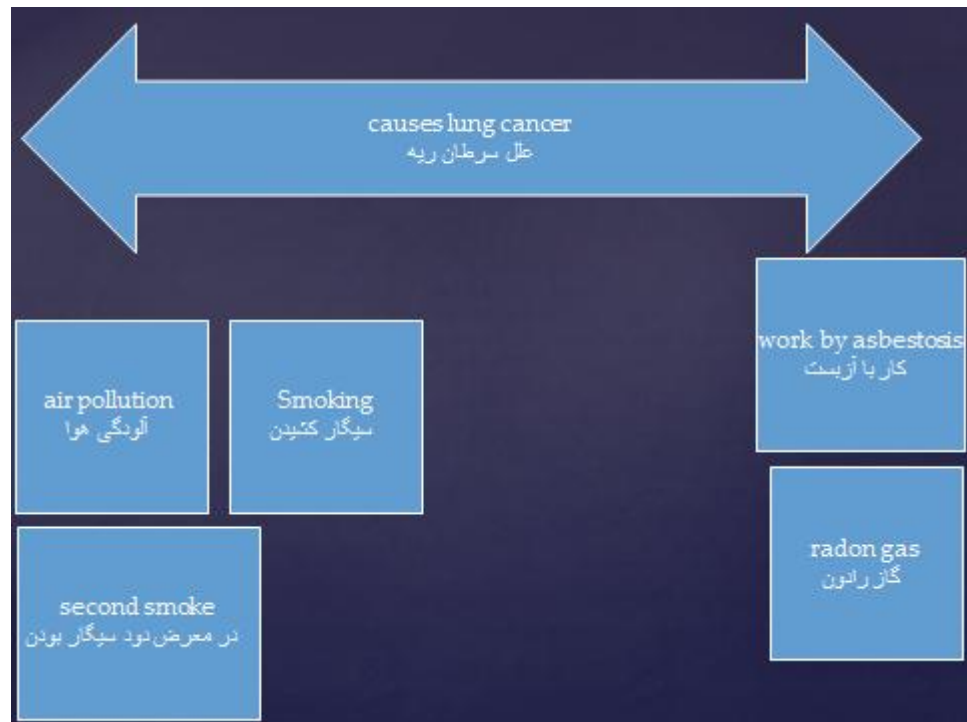 causes lung cancer
علل سرطان ریه
air pollution
آلودگی هوا
Smoking
سیگار کشیدن
work by asbestosis
کار با آزبست
second smoke
در معرض دود سیگار بودن
radon gas
گاز رادون